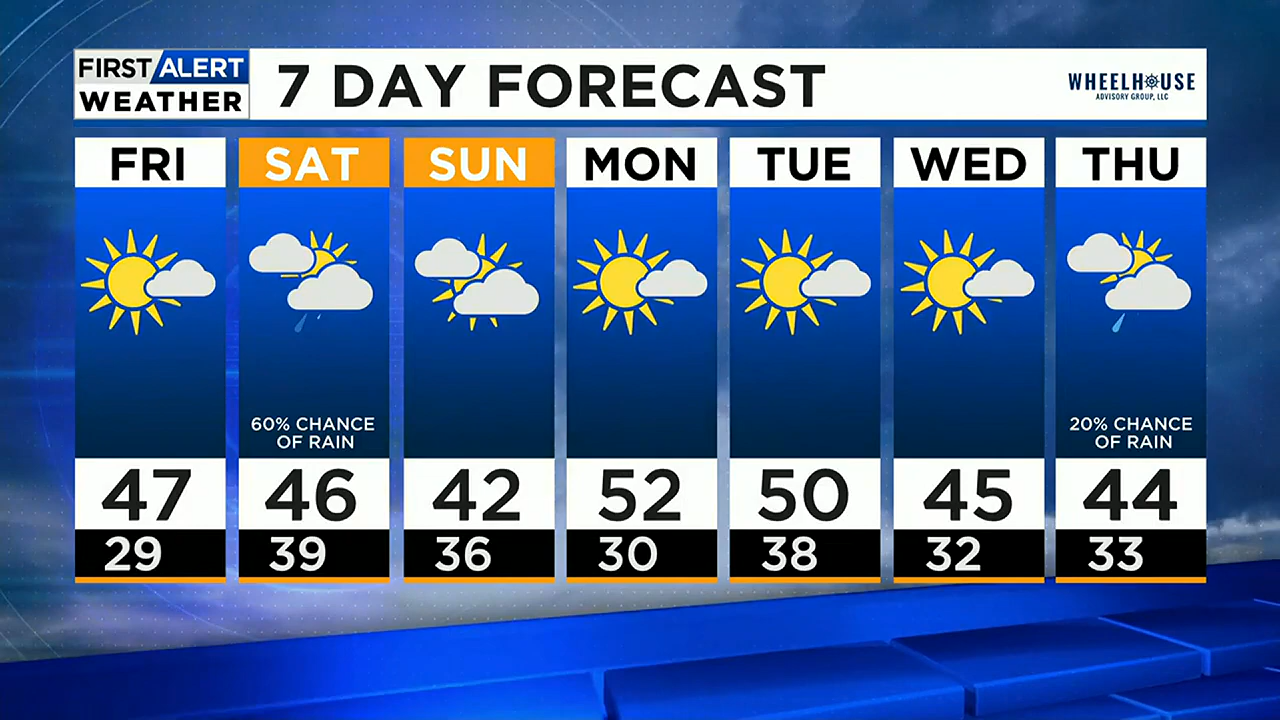 FIRST ALERT
WEATHER
7 DAY FORECAST
WHEELHOUSE
ADVISORY GROUP, LLC
FRI SAT SUN MON TUE WED THU
60% CHANCE
OF RAIN
20% CHANCE
OF RAIN
47 46 42 52 50 45 44
29 39 36 30 38 32 33